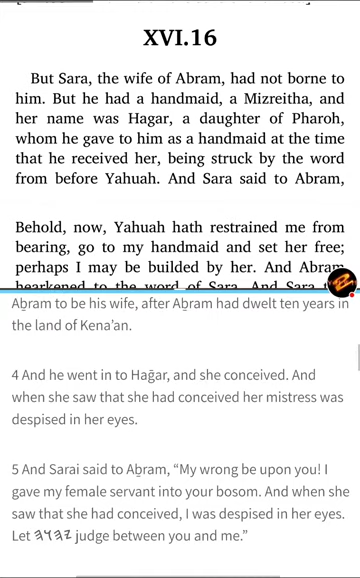 XVI.16
But Sara, the wife of Abram, had not borne to
him. But he had a handmaid, a Mizreitha, and
her name was Hagar, a daughter of Pharoh,
whom he gave to him as a handmaid at the time
that he received her, being struck by the word
from before Yahuah. And Sara said to Abram,
Behold, now, Yahuah hath restrained me from
bearing, go to my handmaid and set her free;
perhaps I may be builded by her. And Abram
hearkened to the word of Sara. And Sara
Aḇram to be his wife, after Aḇram had dwelt ten years in
the land of Kena‛an.
4 And he went in to Haḡar, and she conceived. And
when she saw that she had conceived her mistress was
despised in her eyes.
5 And Sarai said to Aḇram, “My wrong be upon you! I
gave my female servant into your bosom. And when she
saw that she had conceived, I was despised in her eyes.
Let 𐤉𐤄𐤅𐤄 judge between you and me.”